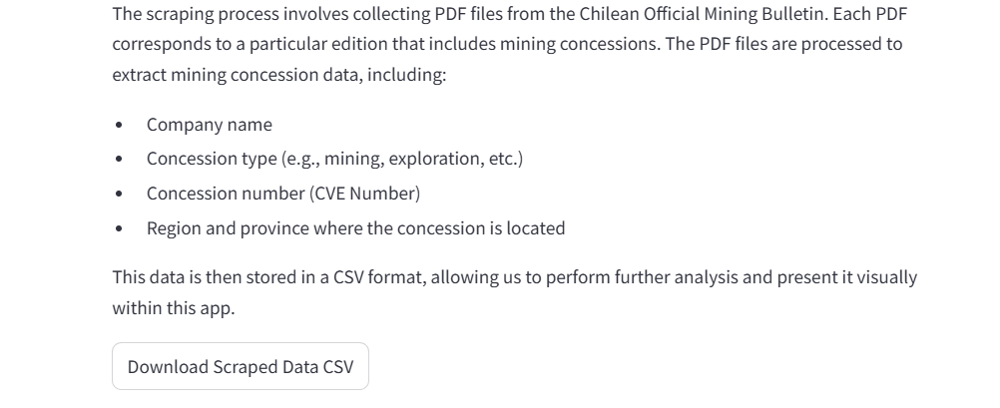 The scraping process involves collecting PDF files from the Chilean Official Mining Bulletin. Each PDF
corresponds to a particular edition that includes mining concessions. The PDF files are processed to
extract mining concession data, including:
• Company name
• Concession type (e.g., mining, exploration, etc.)
• Concession number (CVE Number)
• Region and province where the concession is located
This data is then stored in a CSV format, allowing us to perform further analysis and present it visually
within this app.
Download Scraped Data CSV